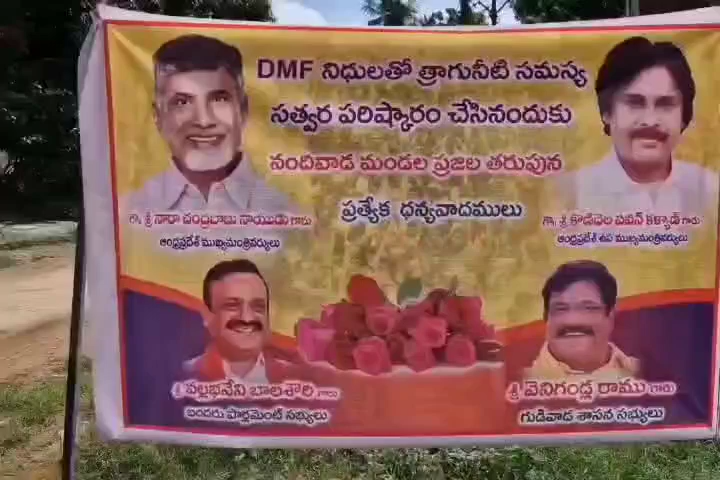 DMF నిధులతో త్రాగునీటి సమస్య
సత్వర పరిష్కారం చేసినందుకు
నందివాడ మండల ప్రజల తరుపున
ప్రత్యేక ధన్యవాదములు
గౌ. శ్రీ నారా చంద్రబాబు నాయుడు గారు
ఆంధ్రప్రదేశ్ ముఖ్యమంత్రివర్యులు
గౌ. శ్రీ కొణిదెల పవన్ కళ్యాణ్ గారు
ఆంధ్రప్రదేశ్ ఉప ముఖ్యమంత్రివర్యులు
శ్రీ వల్లభనేని బాలశౌరి గారు
బందరు పార్లమెంట్ సభ్యులు
శ్రీ వెనిగండ్ల రాము గారు
గుడివాడ శాసన సభ్యులు